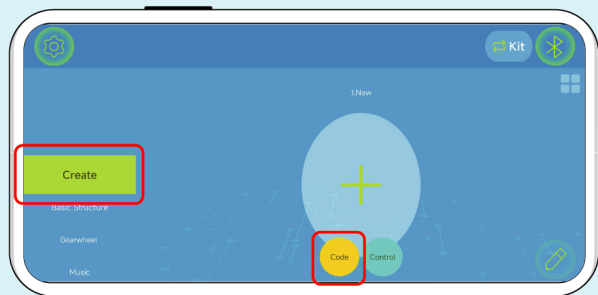 Kit
1.New
Create
Basic Structure
Gearwheel
Music
Code
Control